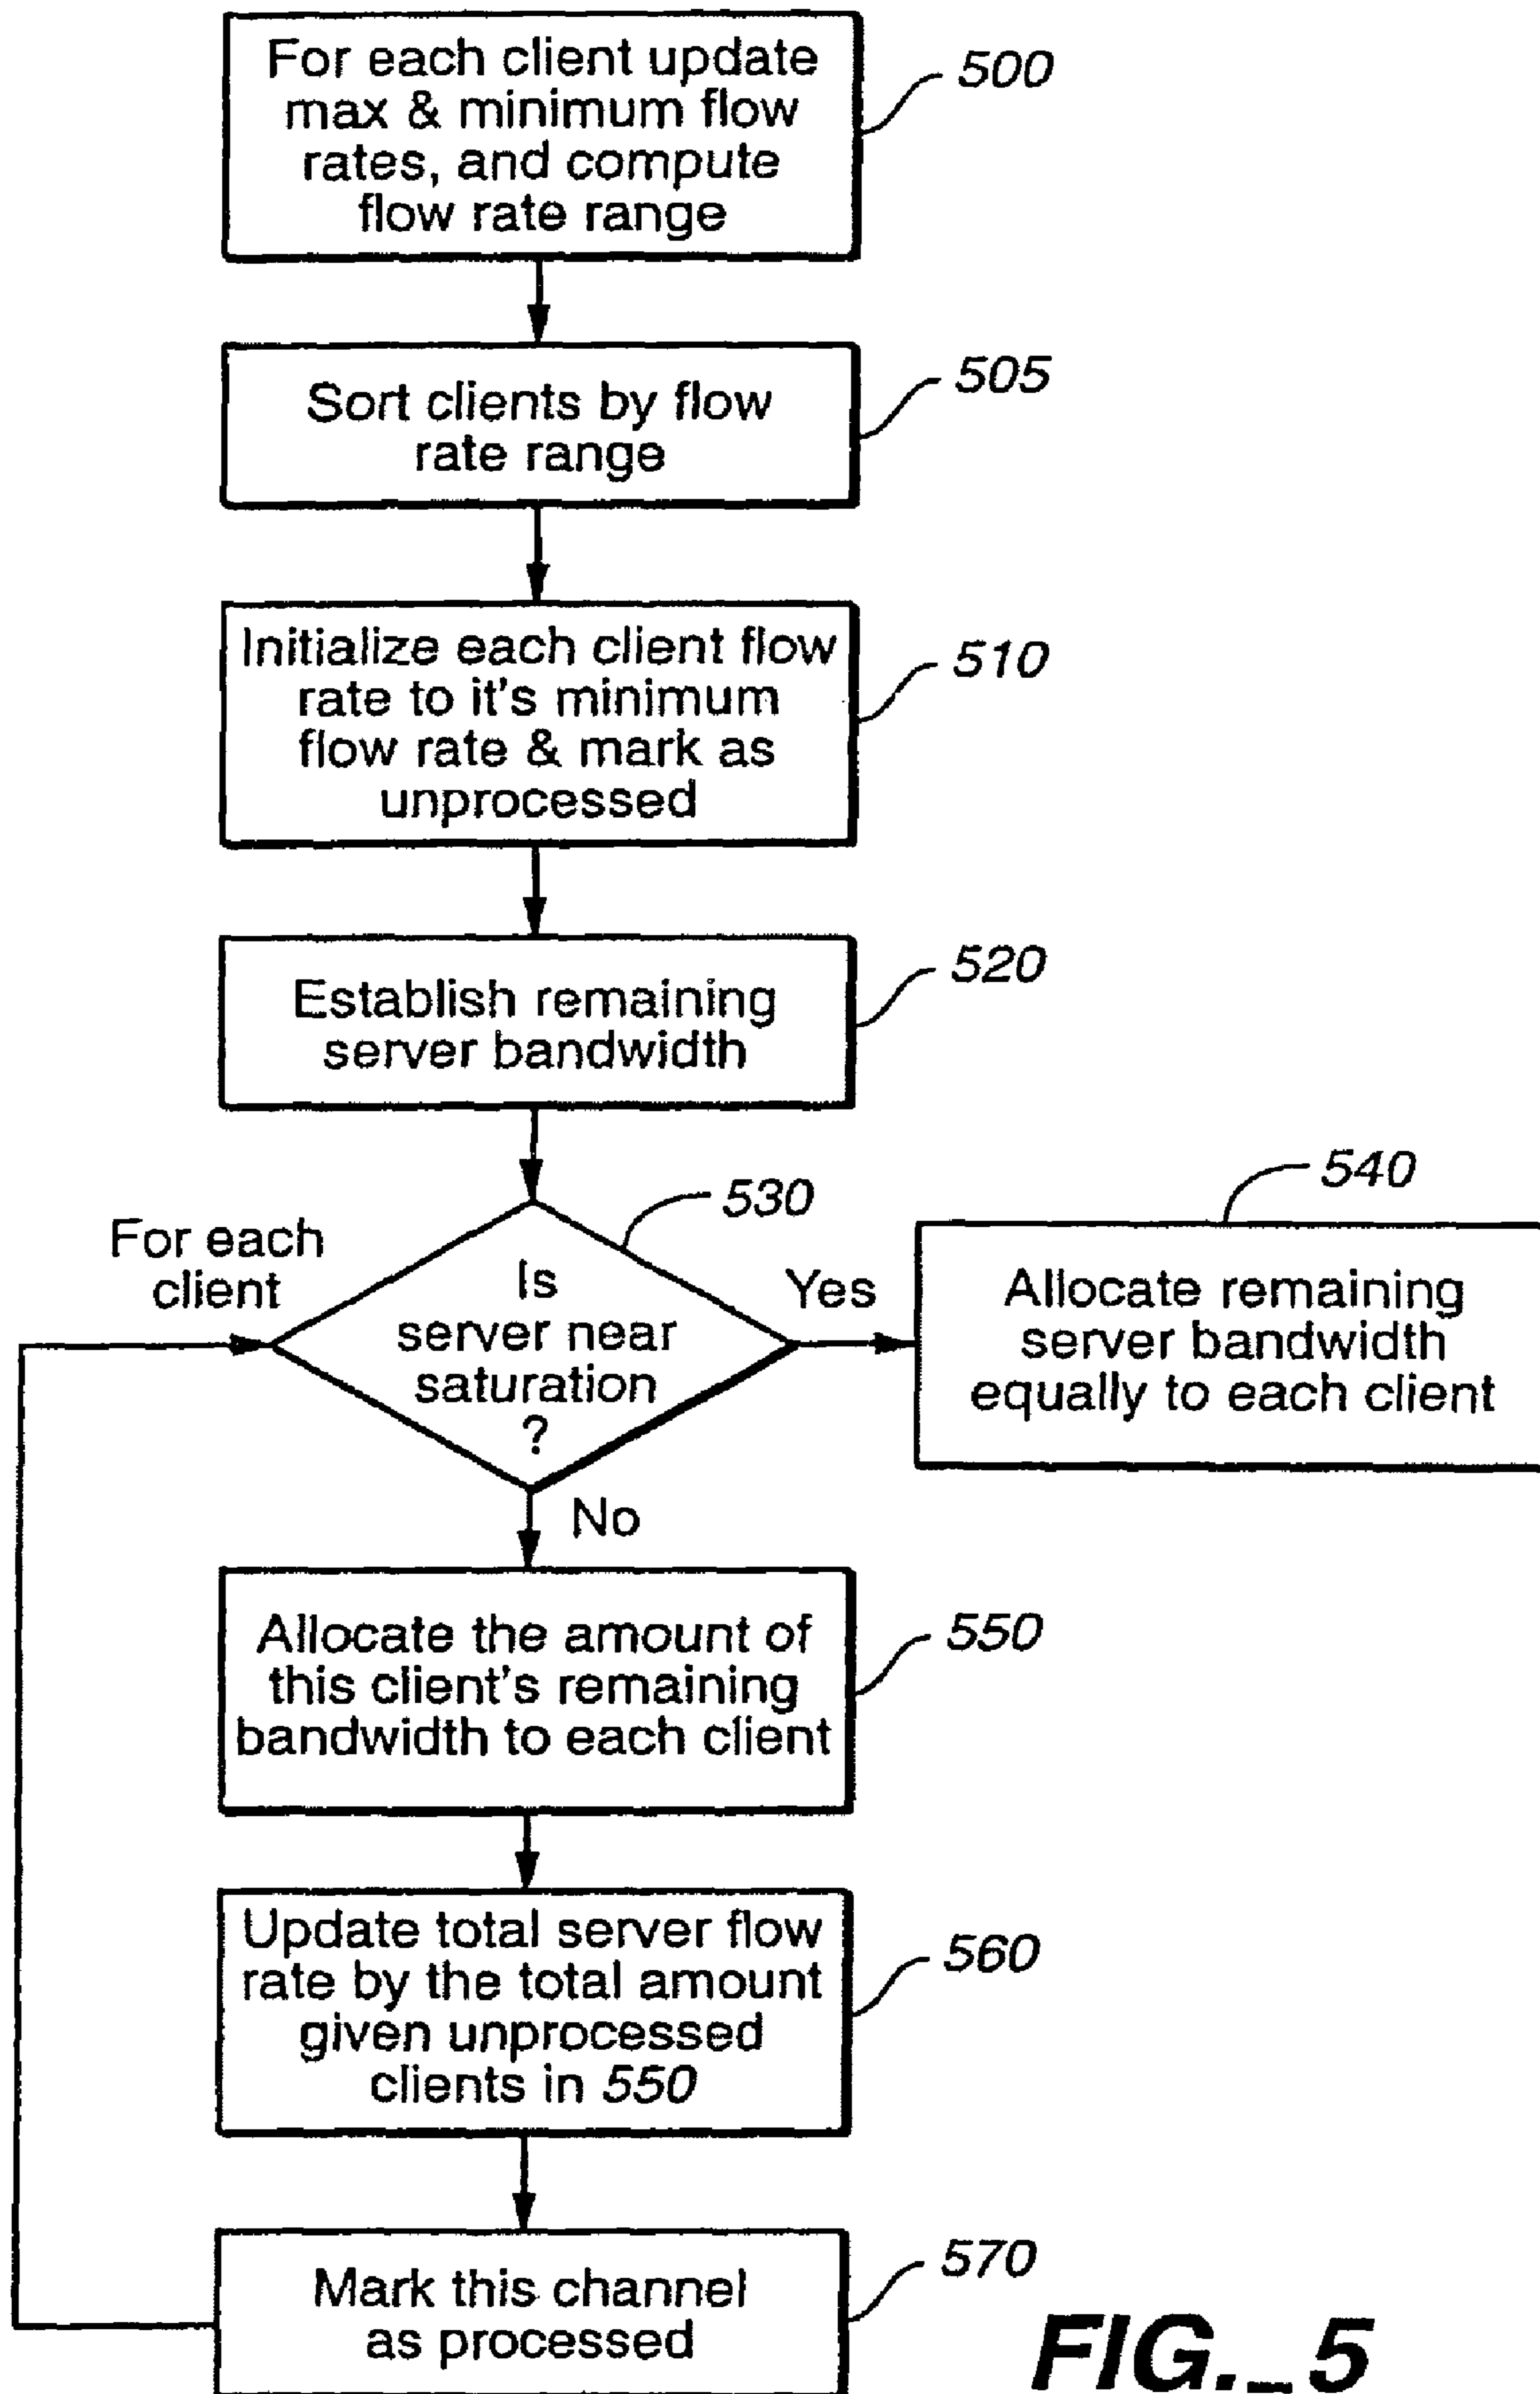 For each client update
max & minimum flow
rates, and compute
flow rate range
500
Sort clients by flow
rate range
505
Initialize each client flow
rate to it's minimum
flow rate & mark as
unprocessed
510
Establish remaining
server bandwidth
520
For each
client
Is
server near
saturation
?
530
Yes
540
Allocate remaining
server bandwidth
equally to each client
No
Allocate the amount of
this client's remaining
bandwidth to each client
550
Update total server flow
rate by the total amount
given unprocessed
clients in 550
560
Mark this channel
as processed
570
FIG._5